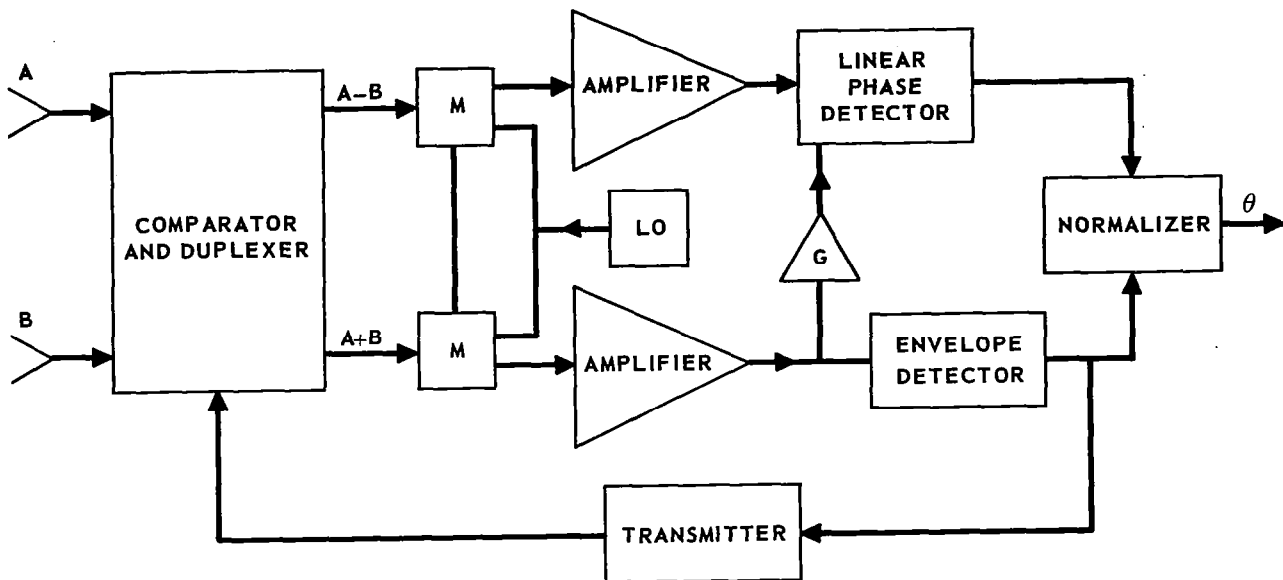 A
B
COMPARATOR
AND DUPLEXER
A−B
A+B
M
M
LO
AMPLIFIER
AMPLIFIER
G
LINEAR
PHASE
DETECTOR
ENVELOPE
DETECTOR
NORMALIZER
θ
TRANSMITTER